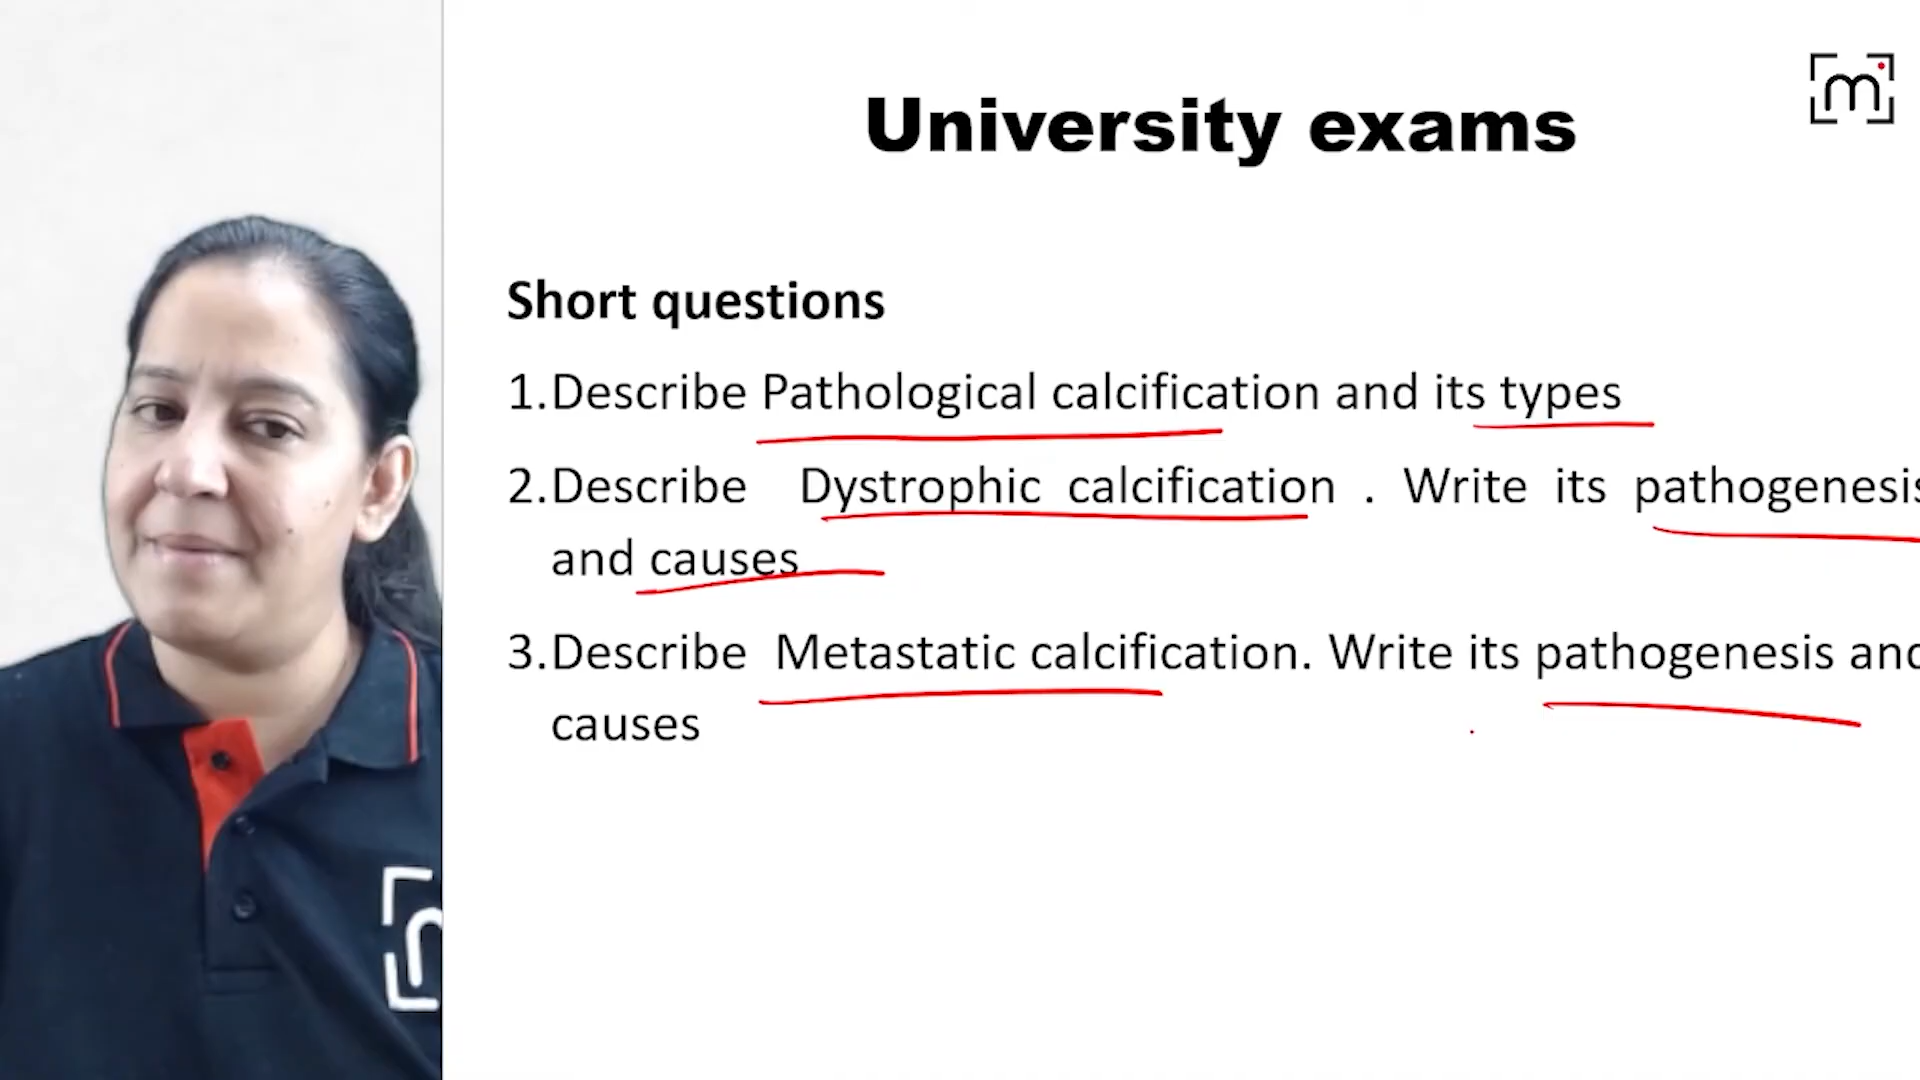 m
University exams
Short questions
1.Describe Pathological calcification and its types
2.Describe Dystrophic calcification . Write its pathogenesis
and causes
3.Describe Metastatic calcification. Write its pathogenesis and
causes